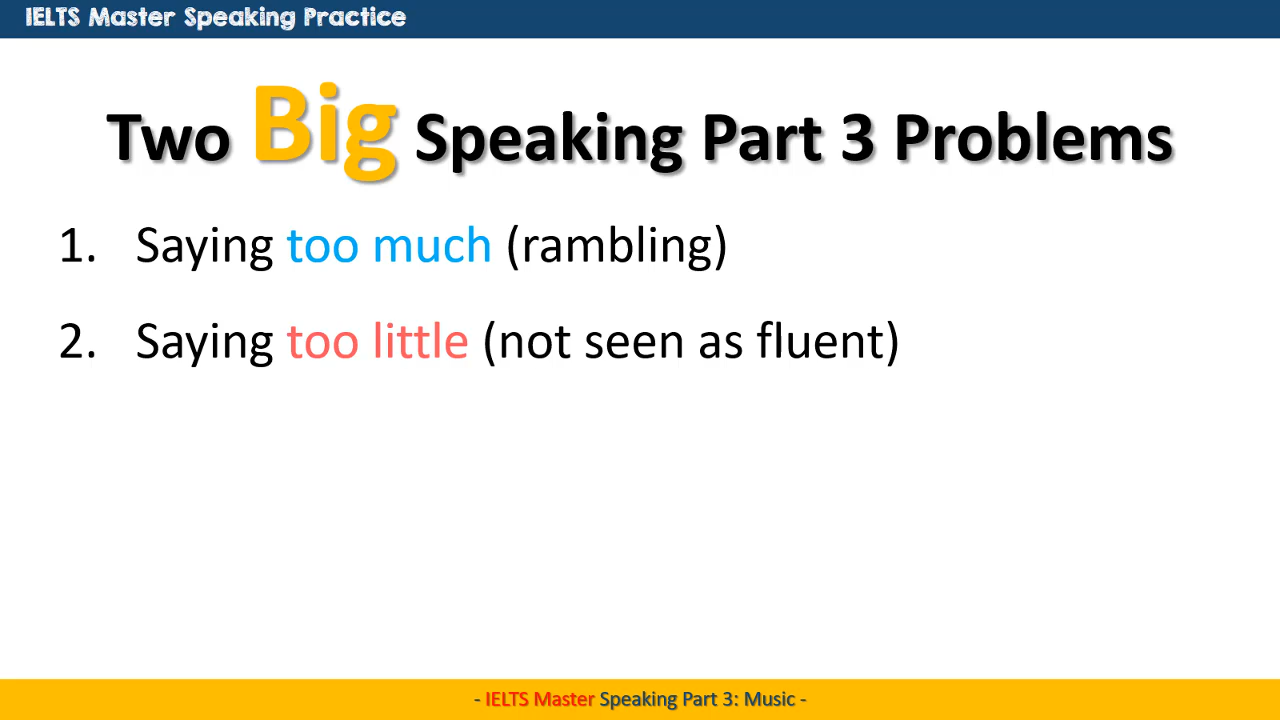 IELTS Master Speaking Practice
Two Big Speaking Part 3 Problems
1. Saying too much (rambling)
2. Saying too little (not seen as fluent)
- IELTS Master Speaking Part 3: Music -